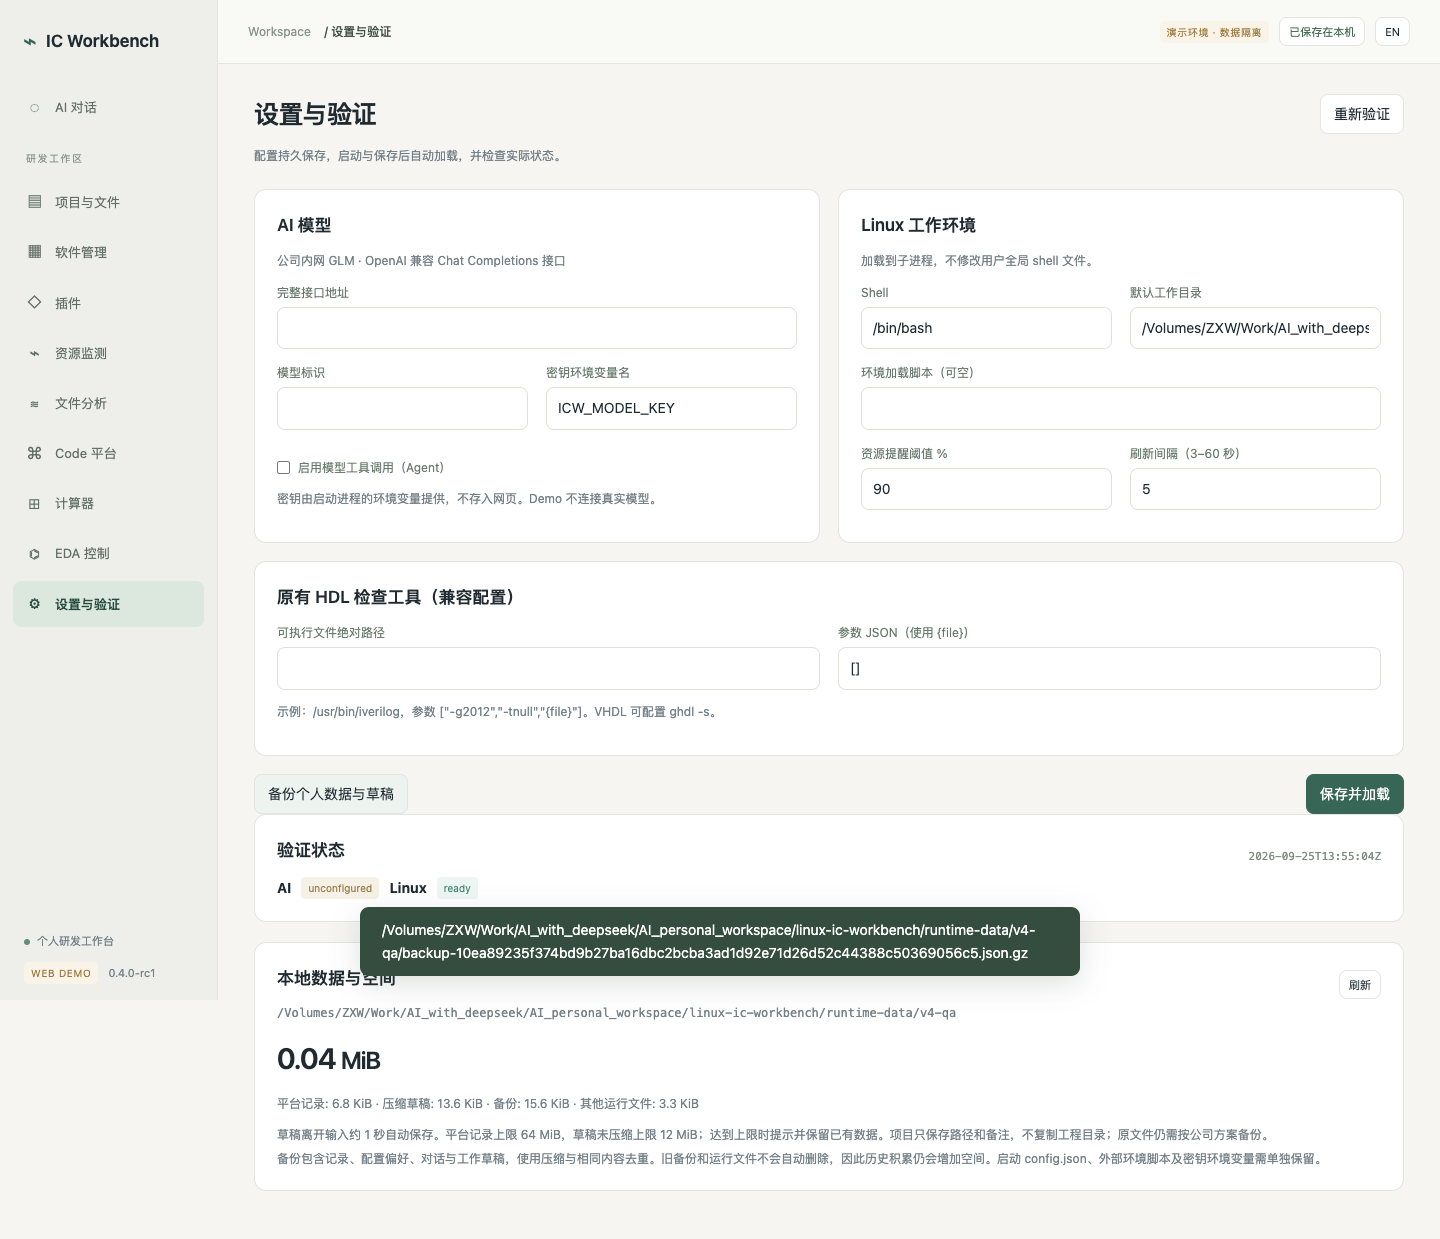 IC Workbench
AI 对话
研发工作区
项目与文件
软件管理
插件
资源监测
文件分析
Code 平台
计算器
EDA 控制
设置与验证
个人研发工作台
WEB DEMO 0.4.0-rc1
Workspace / 设置与验证
演示环境 · 数据隔离
已保存在本机
EN
设置与验证
重新验证
配置持久保存，启动与保存后自动加载，并检查实际状态。
AI 模型
公司内网 GLM · OpenAI 兼容 Chat Completions 接口
完整接口地址
模型标识
密钥环境变量名
ICW_MODEL_KEY
启用模型工具调用（Agent）
密钥由启动进程的环境变量提供，不存入网页。Demo 不连接真实模型。
Linux 工作环境
加载到子进程，不修改用户全局 shell 文件。
Shell
默认工作目录
/bin/bash
/Volumes/ZXW/Work/AI_with_deeps
环境加载脚本（可空）
资源提醒阈值 %
刷新间隔（3–60 秒）
90
5
原有 HDL 检查工具（兼容配置）
可执行文件绝对路径
参数 JSON（使用 {file}）
[]
示例：/usr/bin/iverilog，参数 ["-g2012","-tnull","{file}"]。VHDL 可配置 ghdl -s。
备份个人数据与草稿
保存并加载
验证状态
2026-09-25T13:55:04Z
AI unconfigured Linux ready
/Volumes/ZXW/Work/AI_with_deepseek/AI_personal_workspace/linux-ic-workbench/runtime-data/v4-
qa/backup-10ea89235f374bd9b27ba16dbc2bcba3ad1d92e71d26d52c44388c50369056c5.json.gz
本地数据与空间
刷新
/Volumes/ZXW/Work/AI_with_deepseek/AI_personal_workspace/linux-ic-workbench/runtime-data/v4-qa
0.04 MiB
平台记录: 6.8 KiB · 压缩草稿: 13.6 KiB · 备份: 15.6 KiB · 其他运行文件: 3.3 KiB
草稿离开输入约 1 秒自动保存。平台记录上限 64 MiB，草稿未压缩上限 12 MiB；达到上限时提示并保留已有数据。项目只保存路径和备注，不复制工程目录；原文件仍需按公司方案备份。
备份包含记录、配置偏好、对话与工作草稿，使用压缩与相同内容去重。旧备份和运行文件不会自动删除，因此历史积累仍会增加空间。启动 config.json、外部环境脚本及密钥环境变量需单独保留。